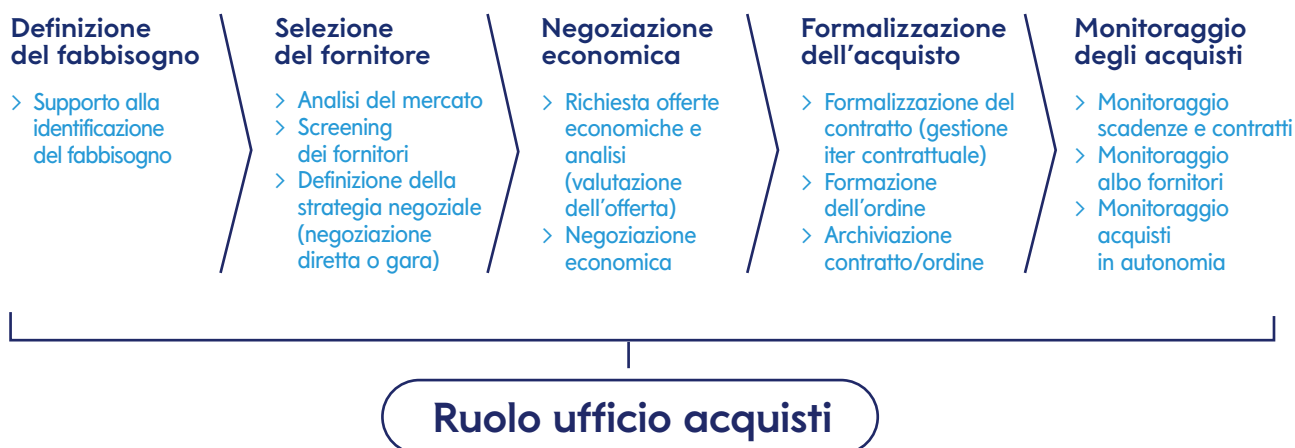 Definizione
del fabbisogno
> Supporto alla
identificazione
del fabbisogno
Selezione
del fornitore
> Analisi del mercato
> Screening
dei fornitori
> Definizione della
strategia negoziale
(negoziazione
diretta o gara)
Negoziazione
economica
> Richiesta offerte
economiche e
analisi
(valutazione
dell'offerta)
> Negoziazione
economica
Formalizzazione
dell'acquisto
> Formalizzazione del
contratto (gestione
iter contrattuale)
> Formazione
dell'ordine
> Archiviazione
contratto/ordine
Monitoraggio
degli acquisti
> Monitoraggio
scadenze e contratti
> Monitoraggio
albo fornitori
> Monitoraggio
acquisti
in autonomia
Ruolo ufficio acquisti